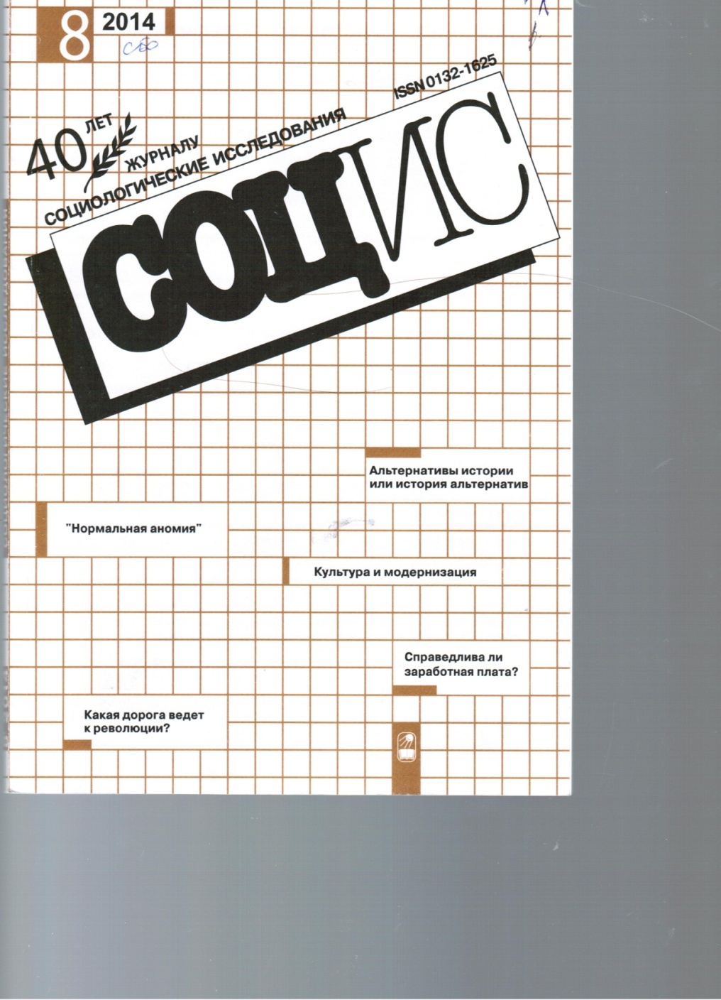 8 2014
ISSN 0132-1625
40 ЛЕТ
ЖУРНАЛУ
СОЦИОЛОГИЧЕСКИЕ ИССЛЕДОВАНИЯ
СОЦИС
Альтернативы истории
или история альтернатив
"Нормальная аномия"
Культура и модернизация
Справедлива ли
заработная плата?
Какая дорога ведет
к революции?